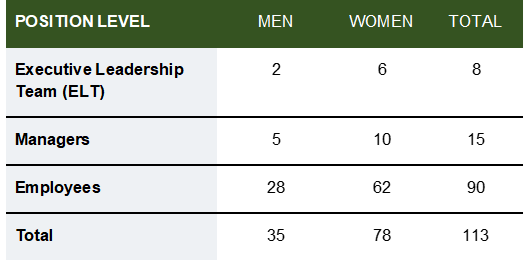 POSITION LEVEL MEN WOMEN TOTAL
Executive Leadership
Team (ELT) 2 6 8
Managers 5 10 15
Employees 28 62 90
Total 35 78 113